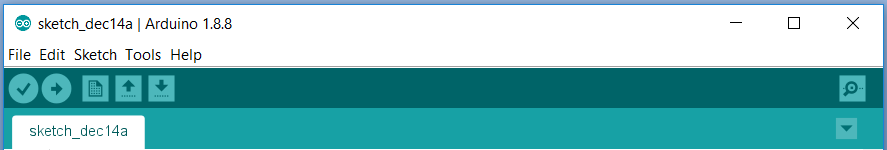 sketch_dec14a | Arduino 1.8.8
File Edit Sketch Tools Help
sketch_dec14a